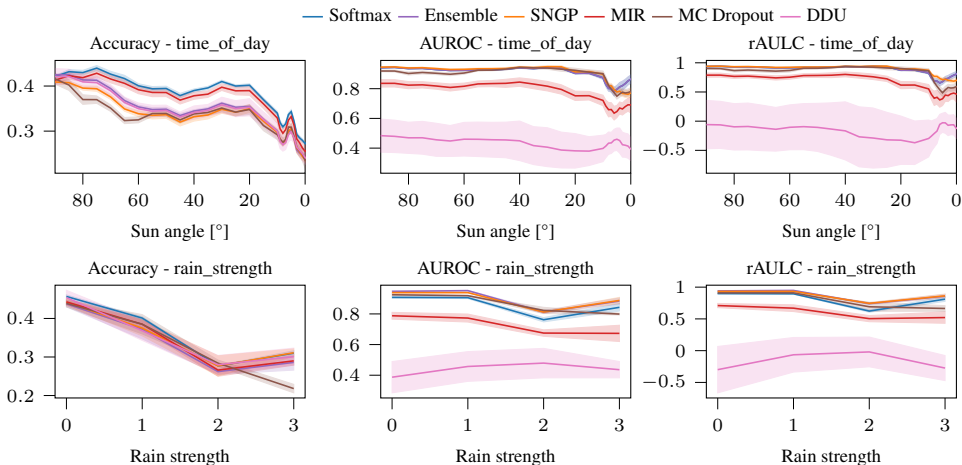 Softmax Ensemble SNGP MIR MC Dropout DDU
Accuracy - time_of_day AUROC - time_of_day rAULC - time_of_day
0.4 0.8 1
0.3 0.6 0.5
0.4 0
−0.5
80 60 40 20 0 80 60 40 20 0 80 60 40 20 0
Sun angle [°] Sun angle [°] Sun angle [°]
Accuracy - rain_strength AUROC - rain_strength rAULC - rain_strength
0.4 0.8 1
0.3 0.6 0.5
0.2 0.4 0
−0.5
0 1 2 3 0 1 2 3 0 1 2 3
Rain strength Rain strength Rain strength